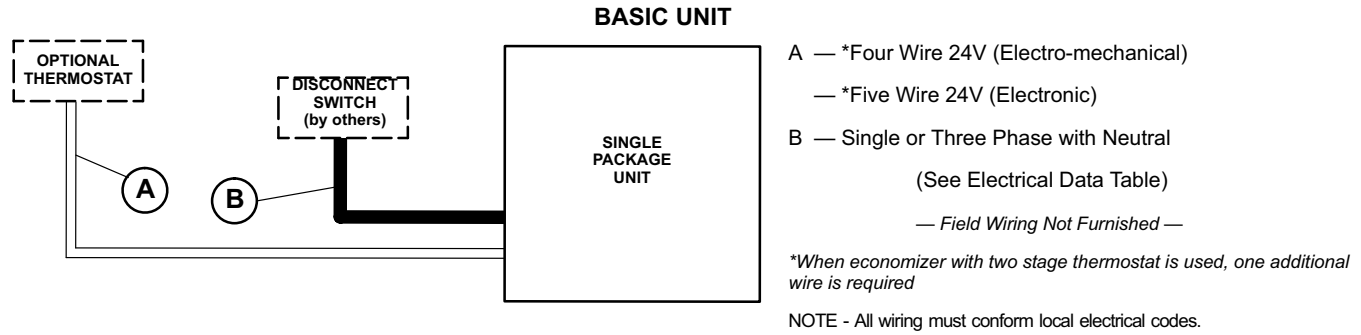 BASIC UNIT
OPTIONAL
THERMOSTAT
DISCONNECT
SWITCH
(by others)
SINGLE
PACKAGE
UNIT
A
B
A — *Four Wire 24V (Electro-mechanical)
— *Five Wire 24V (Electronic)
B — Single or Three Phase with Neutral
(See Electrical Data Table)
— Field Wiring Not Furnished —
*When economizer with two stage thermostat is used, one additional
wire is required
NOTE - All wiring must conform local electrical codes.